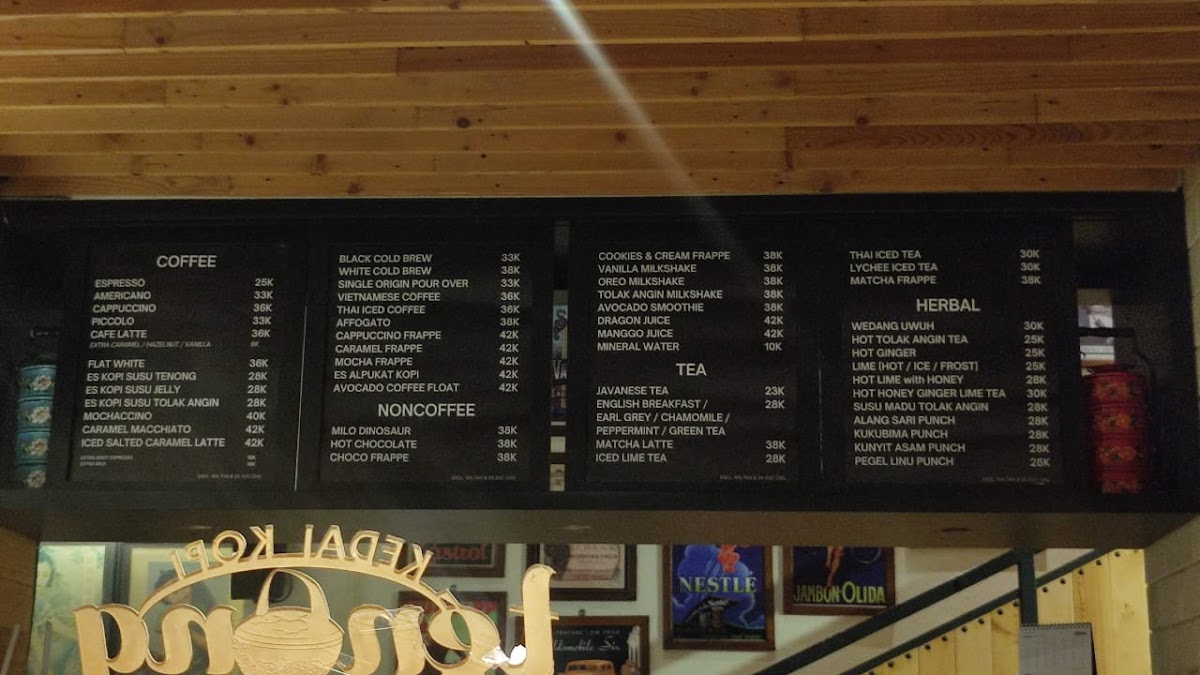 COFFEE
ESPRESSO 25K
AMERICANO 33K
CAPPUCCINO 36K
PICCOLO 33K
CAFE LATTE 36K
EXTRA CARAMEL / HAZELNUT / VANILLA 6K
FLAT WHITE 36K
ES KOPI SUSU TENONG 28K
ES KOPI SUSU JELLY 28K
ES KOPI SUSU TOLAK ANGIN 28K
MOCHACCINO 40K
CARAMEL MACCHIATO 42K
ICED SALTED CARAMEL LATTE 42K
EXTRA SHOT ESPRESSO
EXTRA MILK
BLACK COLD BREW 33K
WHITE COLD BREW 38K
SINGLE ORIGIN POUR OVER 33K
VIETNAMESE COFFEE 36K
THAI ICED COFFEE 36K
AFFOGATO 38K
CAPPUCCINO FRAPPE 42K
CARAMEL FRAPPE 42K
MOCHA FRAPPE 42K
ES ALPUKAT KOPI 42K
AVOCADO COFFEE FLOAT 42K
NONCOFFEE
MILO DINOSAUR 38K
HOT CHOCOLATE 38K
CHOCO FRAPPE 38K
COOKIES & CREAM FRAPPE 38K
VANILLA MILKSHAKE 38K
OREO MILKSHAKE 38K
TOLAK ANGIN MILKSHAKE 38K
AVOCADO SMOOTHIE 38K
DRAGON JUICE 42K
MANGGO JUICE 42K
MINERAL WATER 10K
TEA
JAVANESE TEA 23K
ENGLISH BREAKFAST / 28K
EARL GREY / CHAMOMILE /
PEPPERMINT / GREEN TEA
MATCHA LATTE 38K
ICED LIME TEA 28K
THAI ICED TEA 30K
LYCHEE ICED TEA 30K
MATCHA FRAPPE 38K
HERBAL
WEDANG UWUH 30K
HOT TOLAK ANGIN TEA 25K
HOT GINGER 25K
LIME (HOT / ICE / FROST) 25K
HOT LIME with HONEY 28K
HOT HONEY GINGER LIME TEA 30K
SUSU MADU TOLAK ANGIN 28K
ALANG SARI PUNCH 28K
KUKUBIMA PUNCH 28K
KUNYIT ASAM PUNCH 28K
PEGEL LINU PUNCH 28K
KEDAI KOPI
tenong
NESTLÉ
JAMBON OLIDA